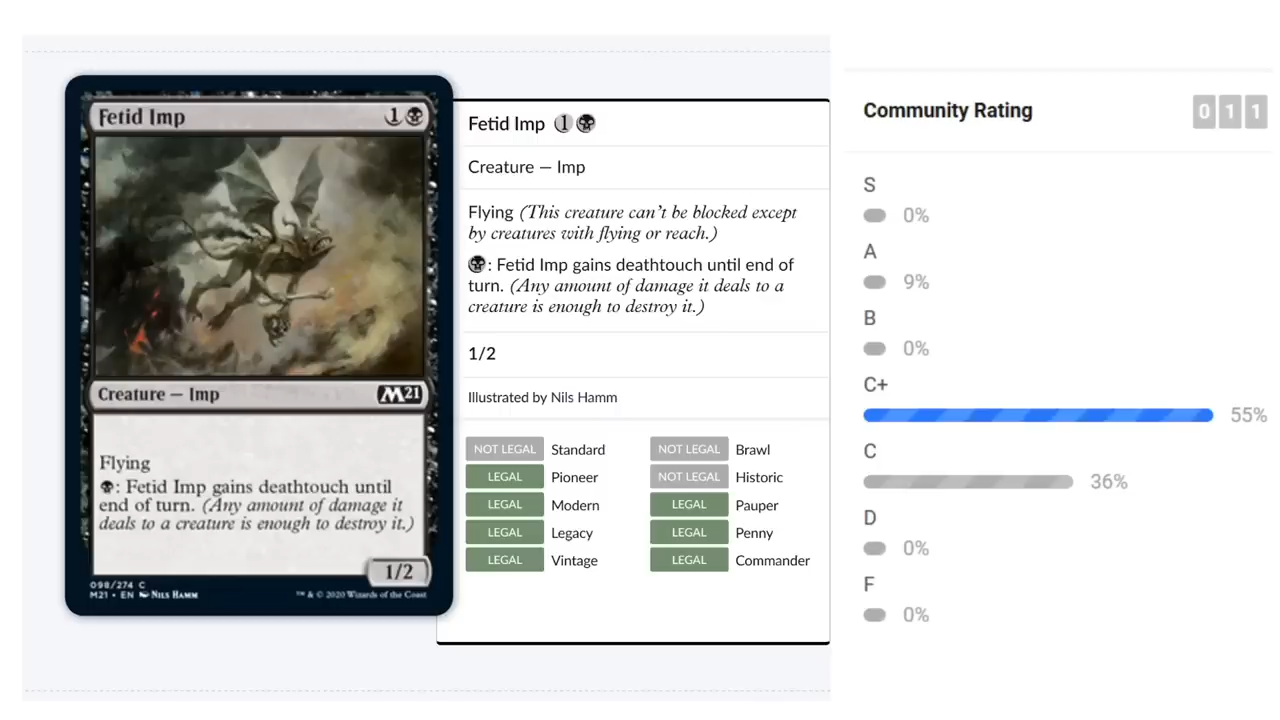 Fetid Imp 1
Flying
Creature — Imp M21
Flying
: Fetid Imp gains deathtouch until
end of turn. (Any amount of damage it
deals to a creature is enough to destroy it.)
1/2
098/274 C
M21 • EN Nils Hamm
™ & © 2020 Wizards of the Coast
Fetid Imp 1
Creature — Imp
Flying (This creature can’t be blocked except
by creatures with flying or reach.)
: Fetid Imp gains deathtouch until end of
turn. (Any amount of damage it deals to a
creature is enough to destroy it.)
1/2
Illustrated by Nils Hamm
NOT LEGAL Standard NOT LEGAL Brawl
LEGAL Pioneer NOT LEGAL Historic
LEGAL Modern LEGAL Pauper
LEGAL Legacy LEGAL Penny
LEGAL Vintage LEGAL Commander
Community Rating 0 1 1
S
0%
A
9%
B
0%
C+
55%
C
36%
D
0%
F
0%